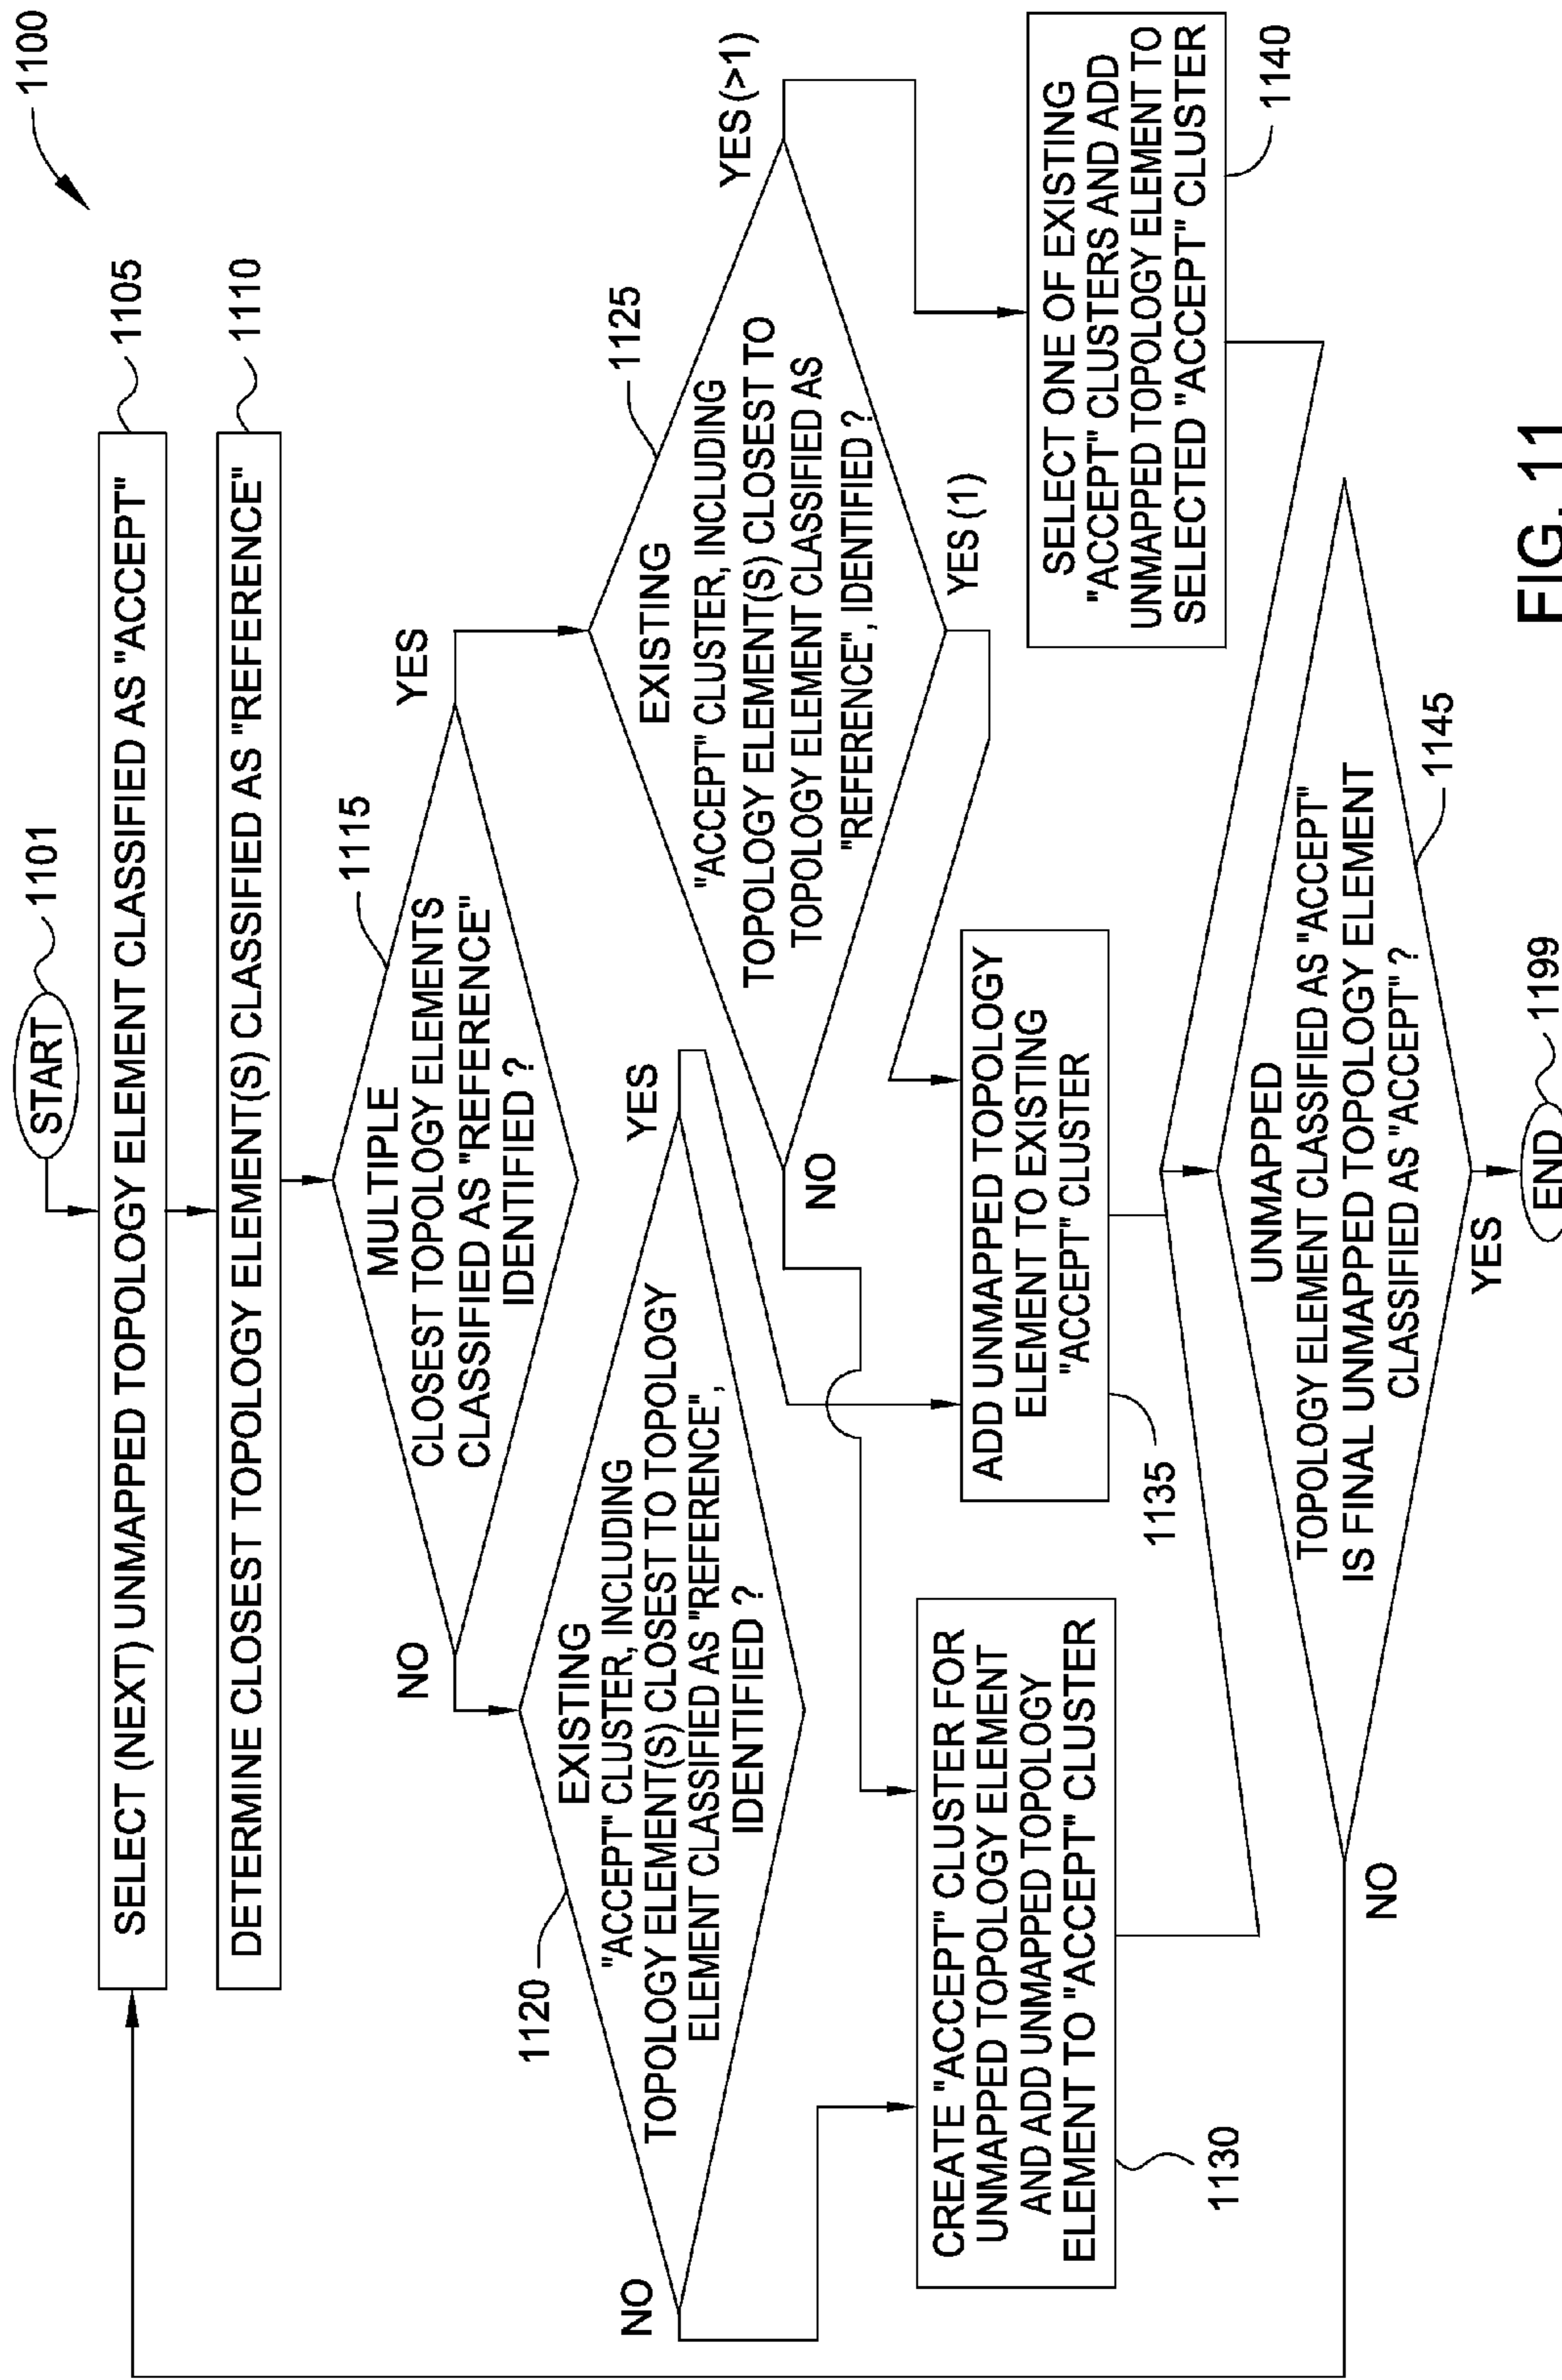 1100
START
1101
SELECT (NEXT) UNMAPPED TOPOLOGY ELEMENT CLASSIFIED AS "ACCEPT"
1105
DETERMINE CLOSEST TOPOLOGY ELEMENT(S) CLASSIFIED AS "REFERENCE"
1110
MULTIPLE
CLOSEST TOPOLOGY ELEMENTS
CLASSIFIED AS "REFERENCE"
IDENTIFIED ?
1115
NO
YES
EXISTING
"ACCEPT" CLUSTER, INCLUDING
TOPOLOGY ELEMENT(S) CLOSEST TO TOPOLOGY
ELEMENT CLASSIFIED AS "REFERENCE",
IDENTIFIED ?
1120
NO
YES
EXISTING
"ACCEPT" CLUSTER, INCLUDING
TOPOLOGY ELEMENT(S) CLOSEST TO
TOPOLOGY ELEMENT CLASSIFIED AS
"REFERENCE", IDENTIFIED ?
1125
NO
YES (1)
YES (>1)
CREATE "ACCEPT" CLUSTER FOR
UNMAPPED TOPOLOGY ELEMENT
AND ADD UNMAPPED TOPOLOGY
ELEMENT TO "ACCEPT" CLUSTER
1130
ADD UNMAPPED TOPOLOGY
ELEMENT TO EXISTING
"ACCEPT" CLUSTER
1135
SELECT ONE OF EXISTING
"ACCEPT" CLUSTERS AND ADD
UNMAPPED TOPOLOGY ELEMENT TO
SELECTED "ACCEPT" CLUSTER
1140
UNMAPPED
TOPOLOGY ELEMENT CLASSIFIED AS "ACCEPT"
IS FINAL UNMAPPED TOPOLOGY ELEMENT
CLASSIFIED AS "ACCEPT" ?
1145
NO
YES
END
1199
FIG. 11